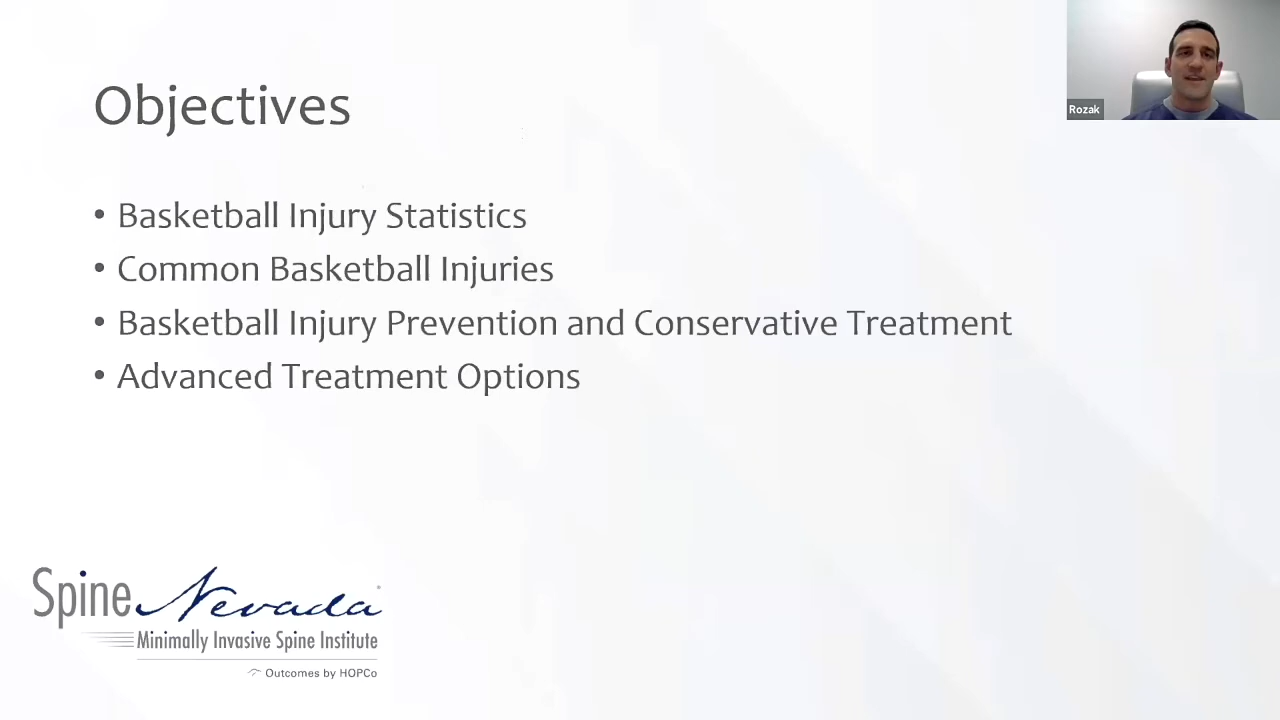 Objectives
Rozak
• Basketball Injury Statistics
• Common Basketball Injuries
• Basketball Injury Prevention and Conservative Treatment
• Advanced Treatment Options
Spine Nevada
Minimally Invasive Spine Institute
Outcomes by HOPCo